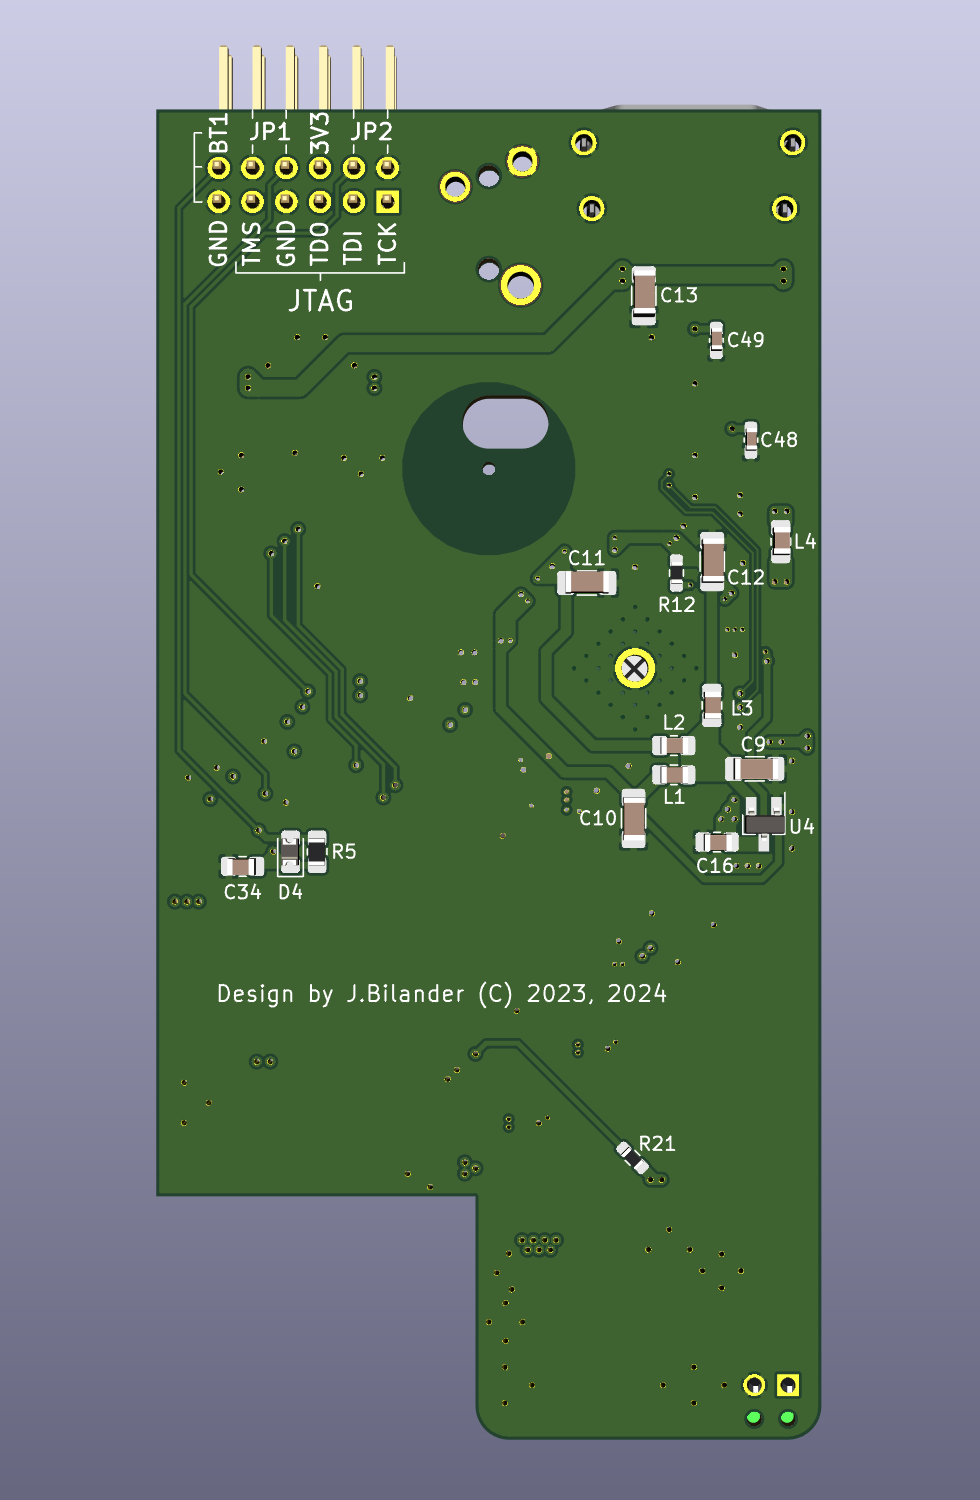 BT1 JP1 3V3 JP2
GND TMS GND TDO TDI TCK
JTAG
C13
C49
C48
L4
C11
C12
R12
L3
L2
C9
L1
C10
U4
R5
C16
C34 D4
Design by J.Bilander (C) 2023, 2024
R21